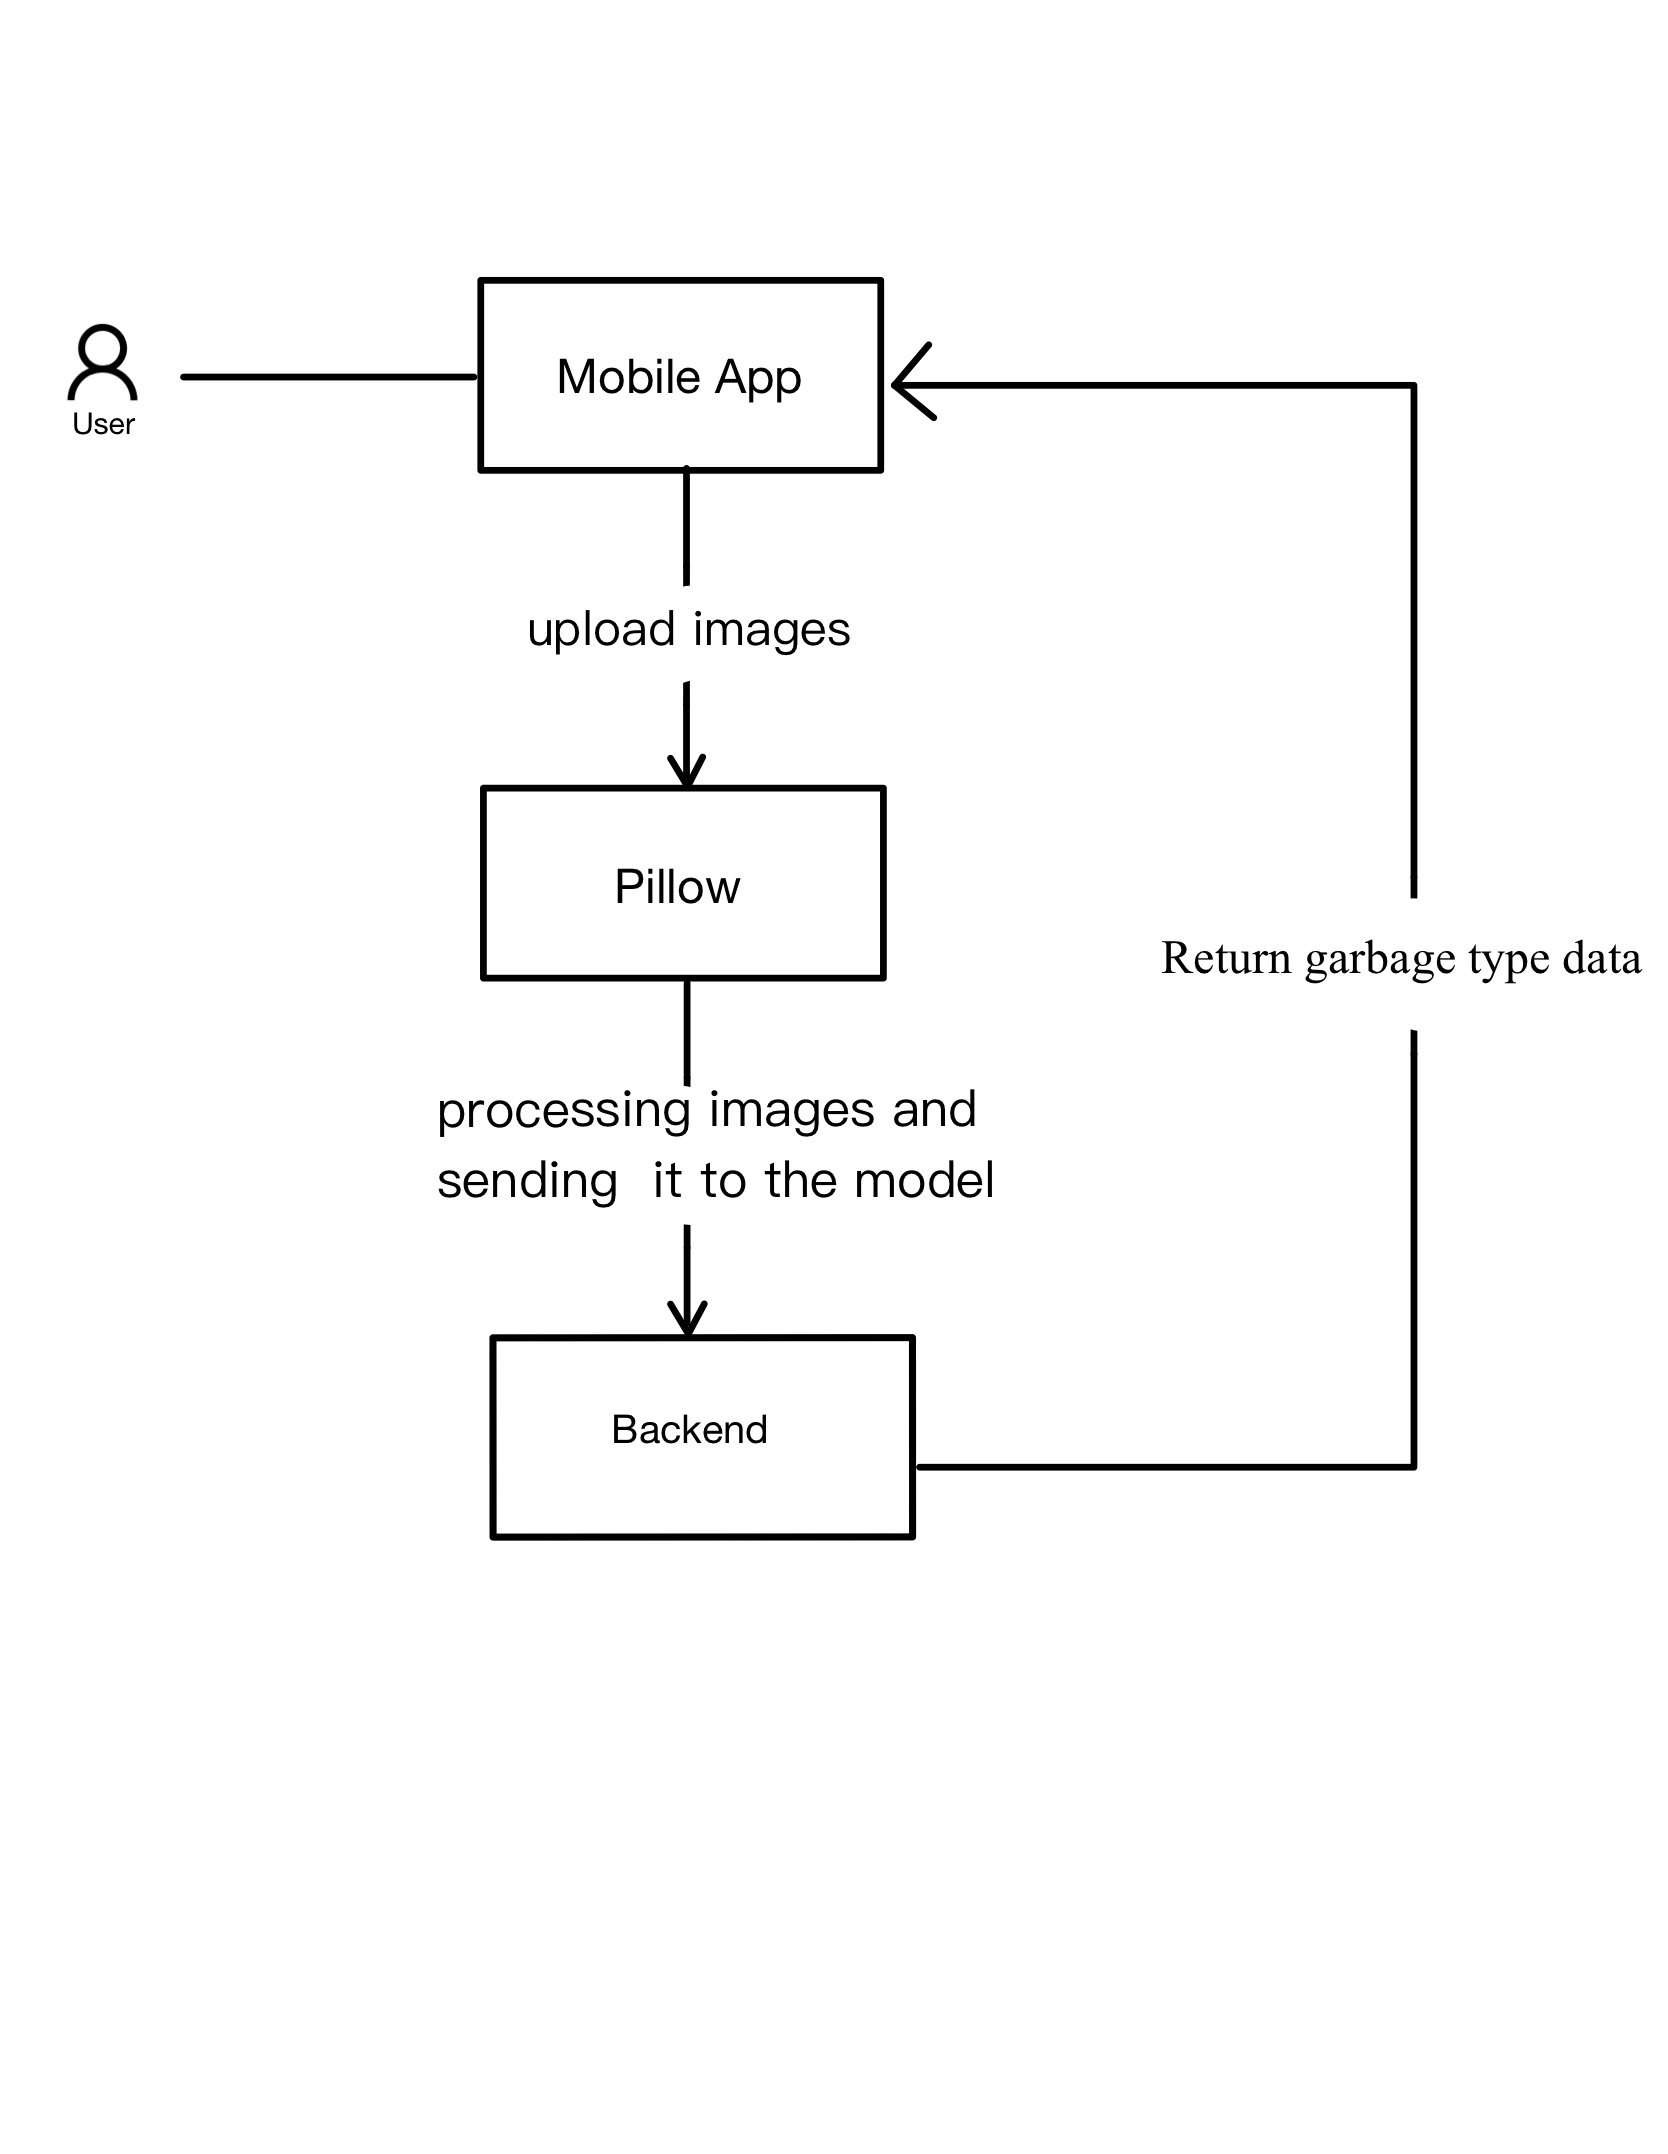 Mobile App
User
upload images
Pillow
Return garbage type data
processing images and
sending  it to the model
Backend